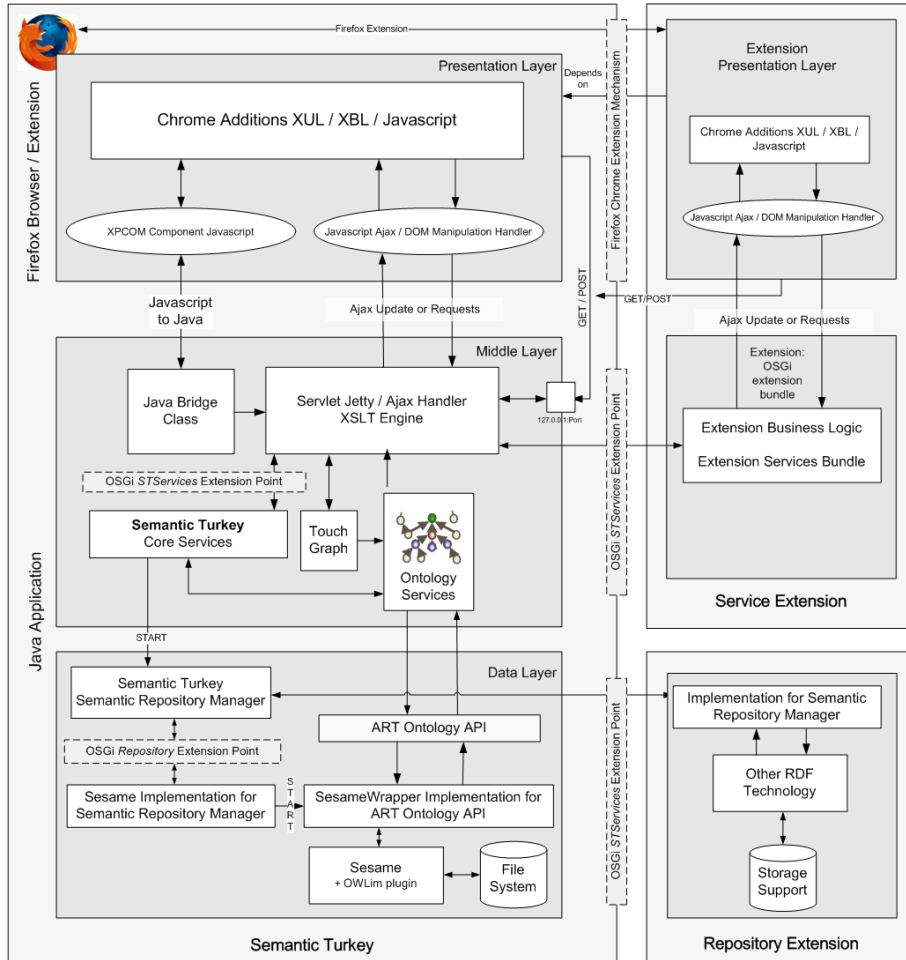 Firefox Extension
Firefox Browser / Extension
Presentation Layer
Chrome Additions XUL / XBL / Javascript
XPCOM Component Javascript
Javascript Ajax / DOM Manipulation Handler
Depends
on
Firefox Chrome Extension Mechanism
Extension
Presentation Layer
Chrome Additions XUL / XBL /
Javascript
Javascript Ajax / DOM Manipulation Handler
Javascript
to Java
Ajax Update or Requests
GET / POST
GET/POST
Ajax Update or Requests
Java Application
Middle Layer
Java Bridge
Class
Servlet Jetty / Ajax Handler
XSLT Engine
127.0.0.1:Port
OSGi STServices Extension Point
Semantic Turkey
Core Services
Touch
Graph
Ontology
Services
OSGi STServices Extension Point
Extension:
OSGi
extension
bundle
Extension Business Logic
Extension Services Bundle
Service Extension
START
Data Layer
Semantic Turkey
Semantic Repository Manager
OSGi Repository Extension Point
Sesame Implementation for
Semantic Repository Manager
START
ART Ontology API
SesameWrapper Implementation for
ART Ontology API
Sesame
+ OWLim plugin
File
System
OSGi STServices Extension Point
Implementation for Semantic
Repository Manager
Other RDF
Technology
Storage
Support
Semantic Turkey
Repository Extension